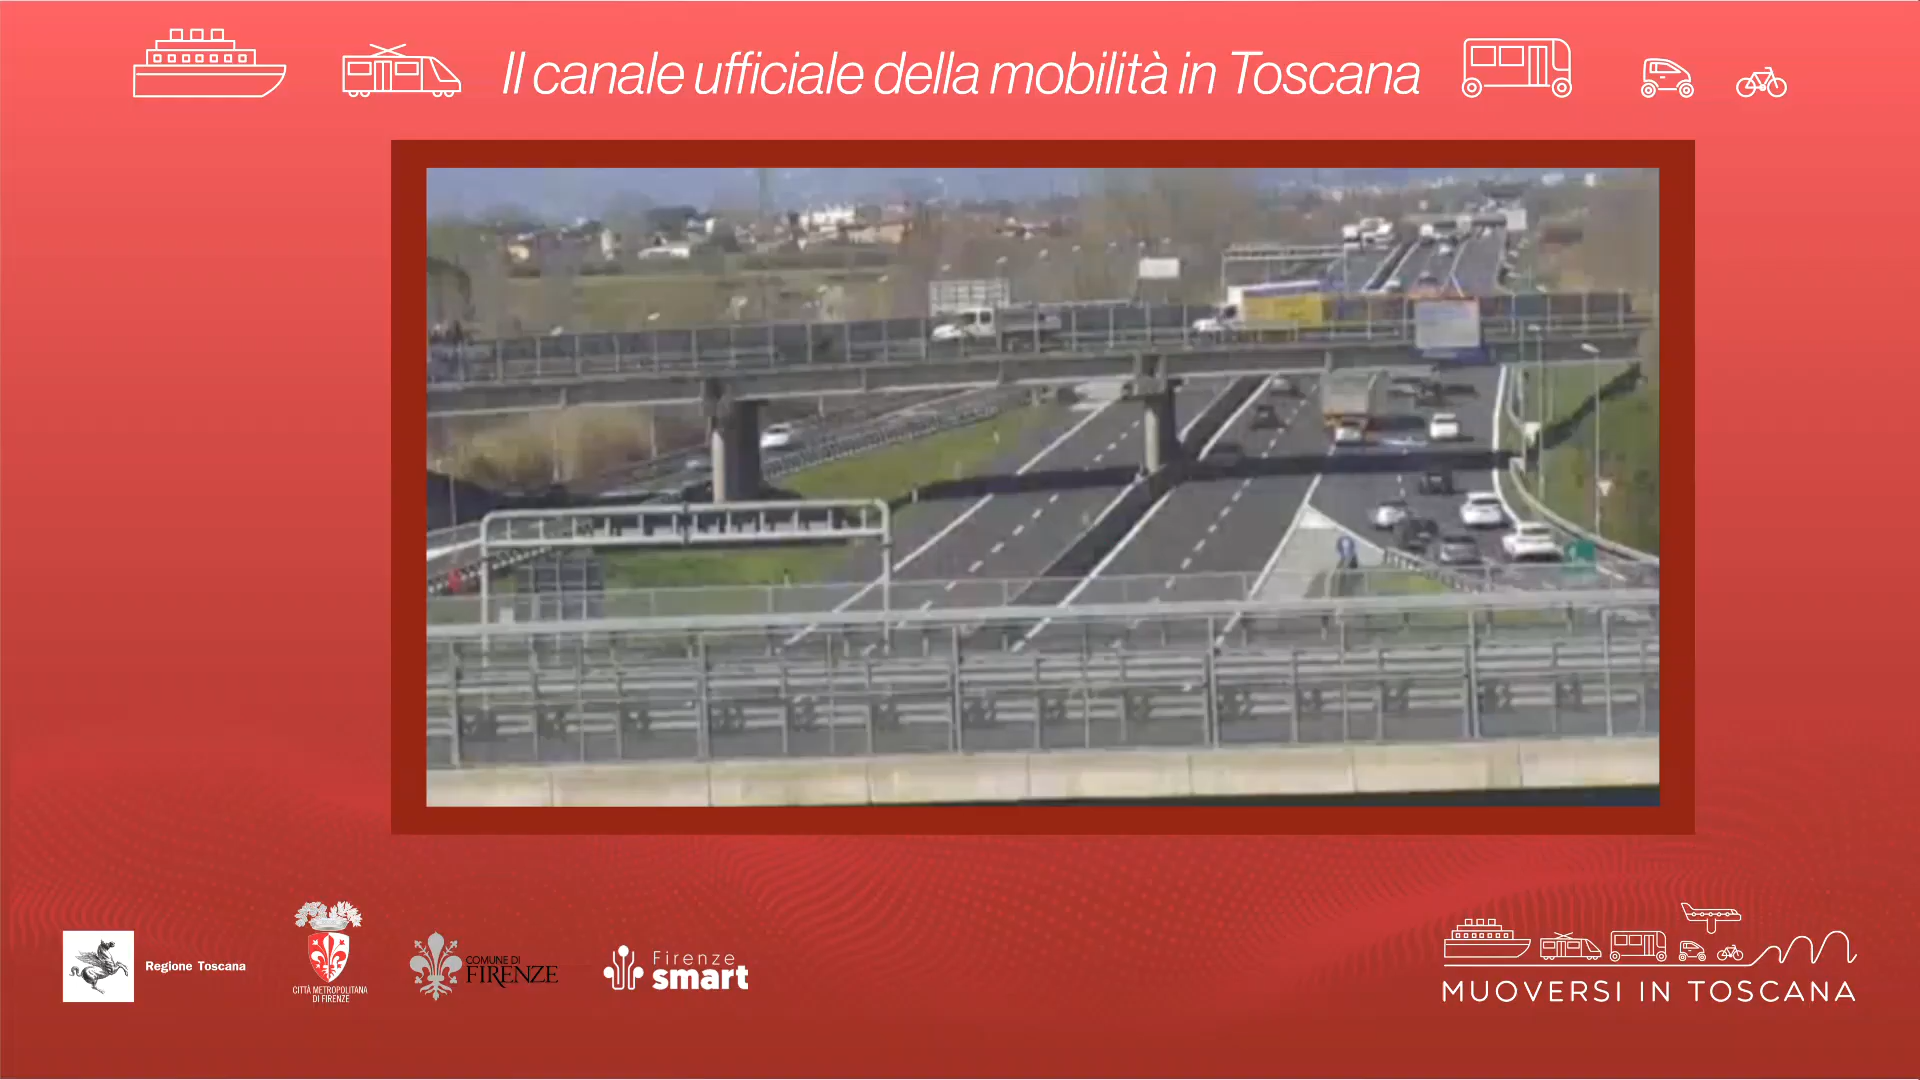 Il canale ufficiale della mobilità in Toscana
Regione Toscana
CITTÀ METROPOLITANA
DI FIRENZE
COMUNE DI
FIRENZE
Firenze
smart
MUOVERSI IN TOSCANA